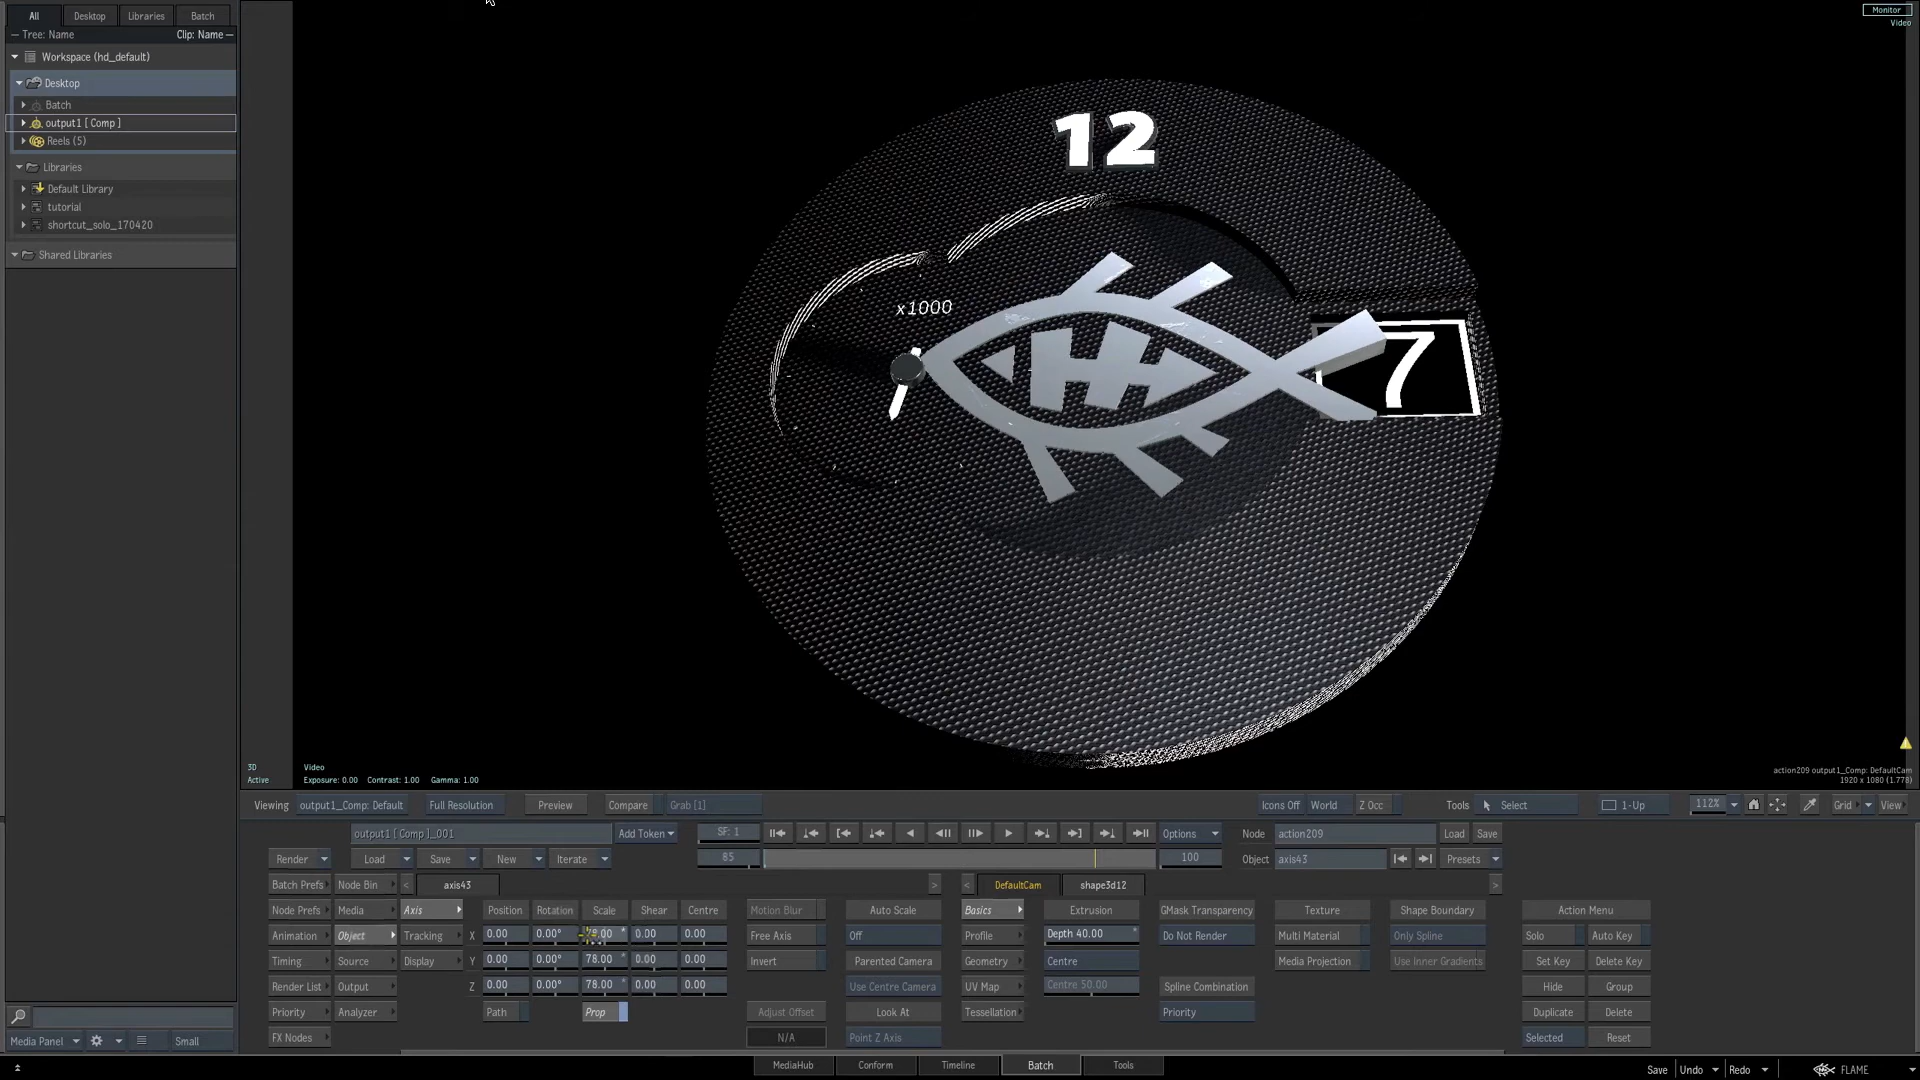 All Desktop Libraries Batch
Tree: Name Clip: Name
Workspace (hd_default)
Desktop
Batch
output1 [ Comp ]
Reels (5)
Libraries
Default Library
tutorial
shortcut_solo_170420
Shared Libraries
Monitor
Video
12
x1000
7
3D Video
Active Exposure: 0.00 Contrast: 1.00 Gamma: 1.00
action209 output1_Comp: DefaultCam
1920 x 1080 (1.778)
Viewing output1_Comp: Default Full Resolution Preview Compare Grab [1] Icons Off World Z Occ Tools Select 1-Up 112% Grid View
output1 [ Comp ]_001 Add Token SF: 1 Options Node action209 Load Save
Render Load Save New Iterate 85 100 Object axis43 Presets
Batch Prefs Node Bin < axis43 > < DefaultCam shape3d12 >
Node Prefs Media Axis Position Rotation Scale Shear Centre Motion Blur Auto Scale Basics Extrusion GMask Transparency Texture Shape Boundary Action Menu
Animation Object Tracking X 0.00 0.00° 78.00 0.00 0.00 Free Axis Off Profile Depth 40.00 Do Not Render Multi Material Only Spline Solo Auto Key
Timing Source Display Y 0.00 0.00° 78.00 0.00 0.00 Invert Parented Camera Geometry Centre Media Projection Use Inner Gradients Set Key Delete Key
Render List Output Z 0.00 0.00° 78.00 0.00 0.00 Use Centre Camera UV Map Centre 50.00 Spline Combination Hide Group
Priority Analyzer Path Prop Adjust Offset Look At Tessellation Priority Duplicate Delete
FX Nodes N/A Point Z Axis Selected Reset
Media Panel Small
MediaHub Conform Timeline Batch Tools
Save Undo Redo FLAME